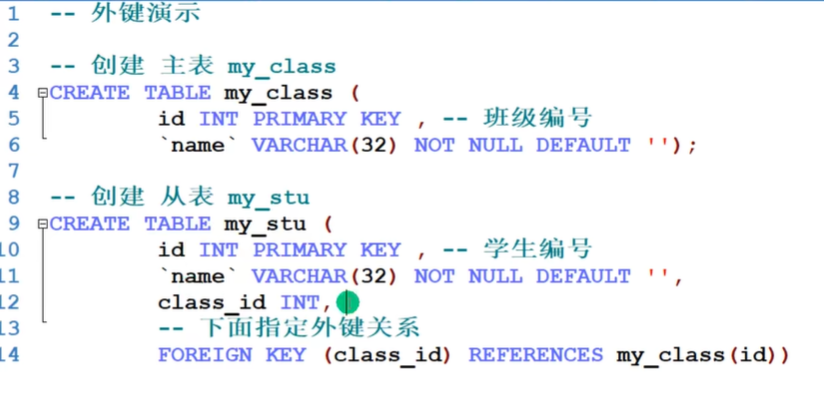 1 -- 外键演示
2
3 -- 创建 主表 my_class
4 CREATE TABLE my_class (
5 id INT PRIMARY KEY , -- 班级编号
6 `name` VARCHAR(32) NOT NULL DEFAULT '');
7
8 -- 创建 从表 my_stu
9 CREATE TABLE my_stu (
10 id INT PRIMARY KEY , -- 学生编号
11 `name` VARCHAR(32) NOT NULL DEFAULT '',
12 class_id INT,
13 -- 下面指定外键关系
14 FOREIGN KEY (class_id) REFERENCES my_class(id))